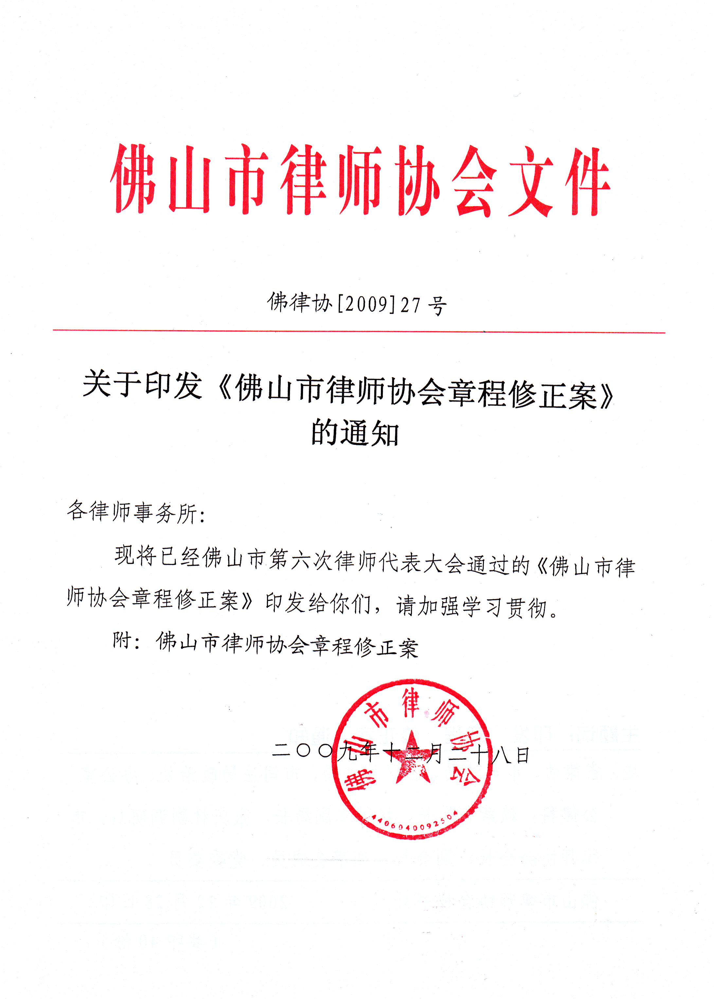 佛山市律师协会文件
佛律协[2009]27号
关于印发《佛山市律师协会章程修正案》
的通知
各律师事务所：
现将已经佛山市第六次律师代表大会通过的《佛山市律
师协会章程修正案》印发给你们，请加强学习贯彻。
附：佛山市律师协会章程修正案
二〇〇九年十二月二十八日
佛山市律师协会
4406040092504